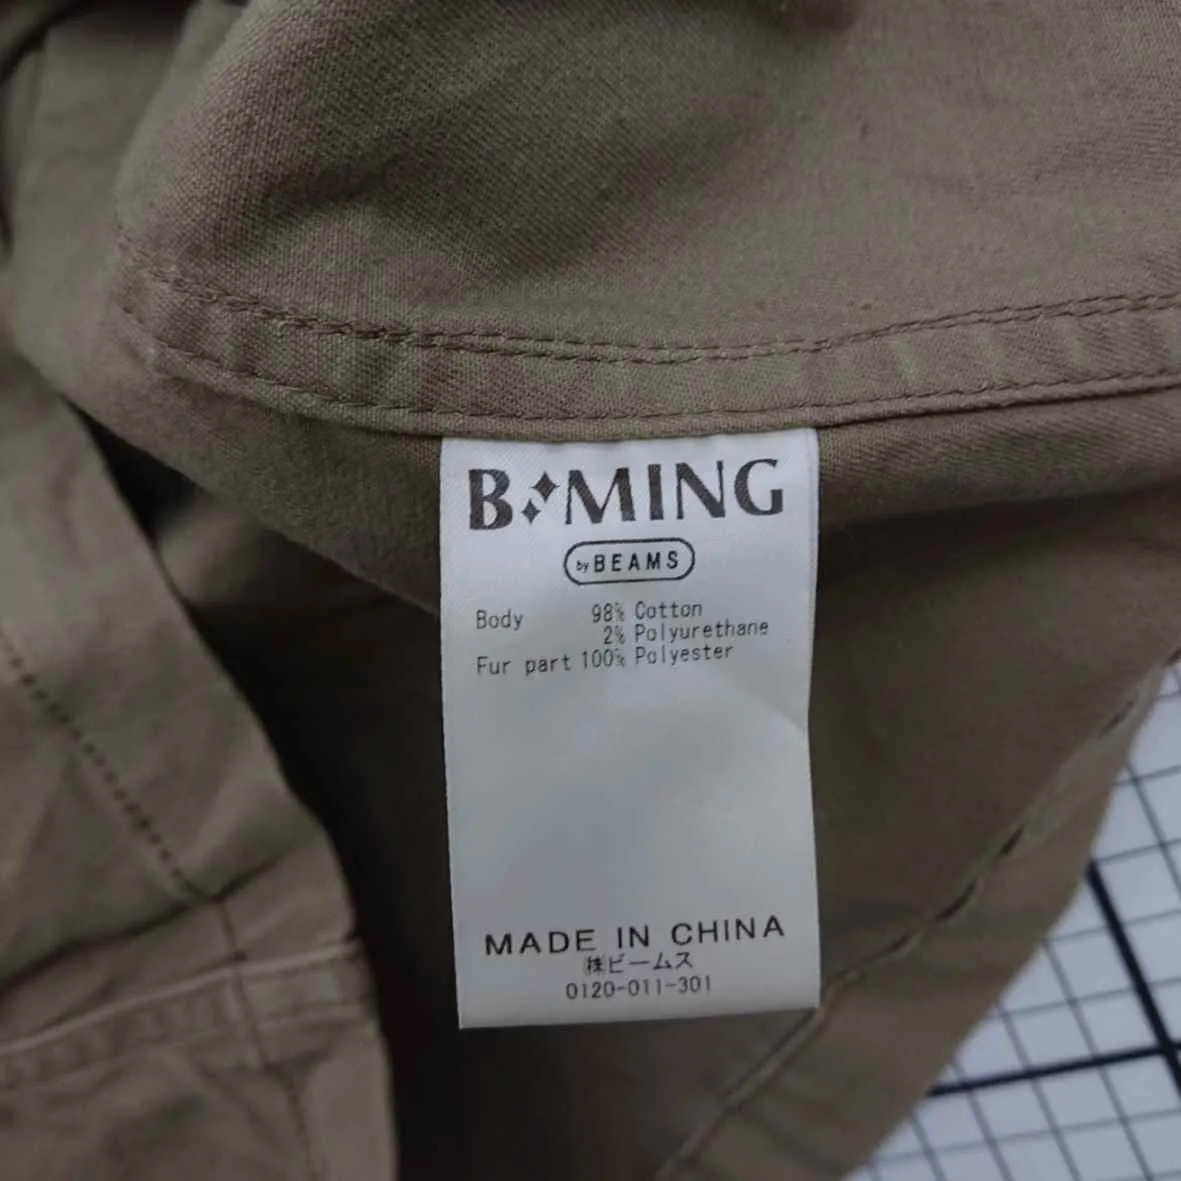 B MING
by BEAMS
Body 98% Cotton
2% Polyurethane
Fur part 100% Polyester
MADE IN CHINA
㈱ビームス
0120-011-301